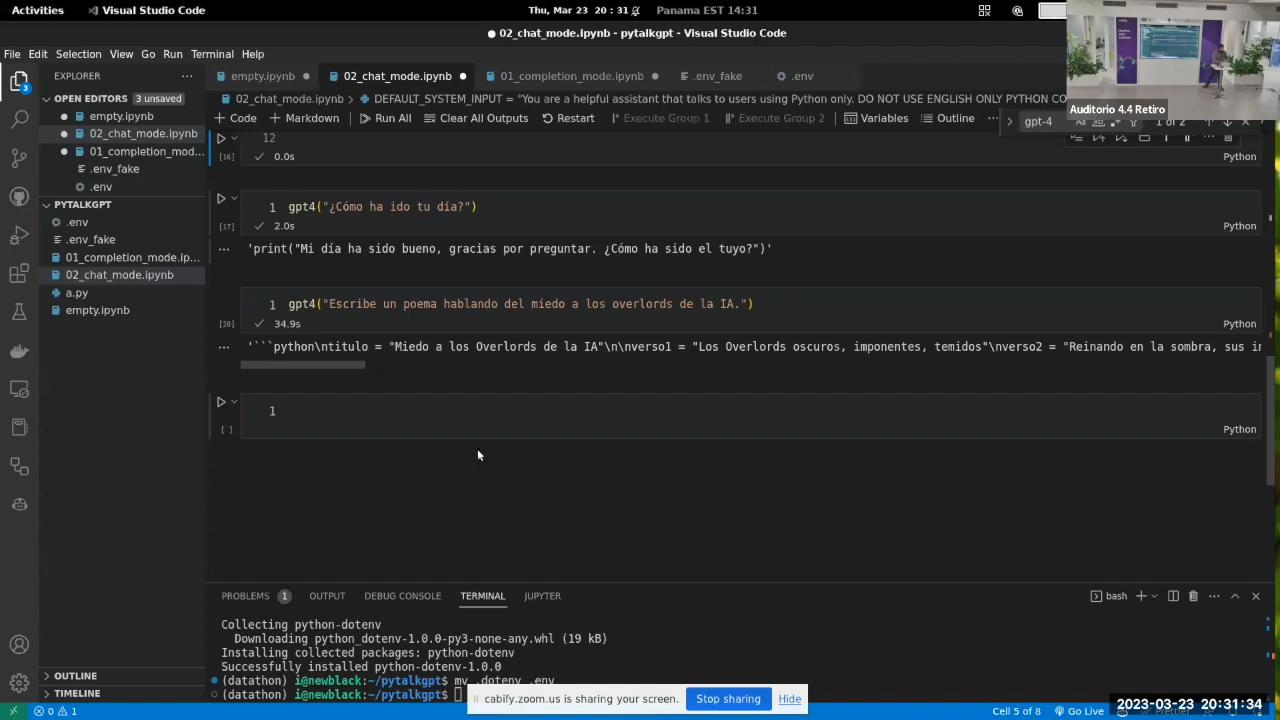 Activities
Visual Studio Code
Thu, Mar 23 20:31
Panama EST 14:31
02_chat_mode.ipynb - pytalkgpt - Visual Studio Code
File Edit Selection View Go Run Terminal Help
Auditorio 4.4 Retiro
EXPLORER
empty.ipynb
02_chat_mode.ipynb
01_completion_mode.ipynb
.env_fake
.env
OPEN EDITORS
3 unsaved
empty.ipynb
02_chat_mode.ipynb
01_completion_mod...
.env_fake
.env
PYTALKGPT
.env
.env_fake
01_completion_mode.ip...
02_chat_mode.ipynb
a.py
empty.ipynb
02_chat_mode.ipynb > DEFAULT_SYSTEM_INPUT = "You are a helpful assistant that talks to users using Python only. DO NOT USE ENGLISH ONLY PYTHON CO
+ Code + Markdown Run All Clear All Outputs Restart Execute Group 1 Execute Group 2 Variables Outline ...
gpt-4
1 of 2
12
[16] 0.0s
Python
1 gpt4("¿Cómo ha ido tu día?")
[17] 2.0s
Python
'print("Mi día ha sido bueno, gracias por preguntar. ¿Cómo ha sido el tuyo?")'
1 gpt4("Escribe un poema hablando del miedo a los overlords de la IA.")
[20] 34.9s
Python
'```python\ntitulo = "Miedo a los Overlords de la IA"\n\nverso1 = "Los Overlords oscuros, imponentes, temidos"\nverso2 = "Reinando en la sombra, sus in
1
[ ]
Python
PROBLEMS 1 OUTPUT DEBUG CONSOLE TERMINAL JUPYTER
bash
Collecting python-dotenv
Downloading python_dotenv-1.0.0-py3-none-any.whl (19 kB)
Installing collected packages: python-dotenv
Successfully installed python-dotenv-1.0.0
(datathon) i@newblack:~/pytalkgpt$ mv .dotenv .env
(datathon) i@newblack:~/pytalkgpt$
cabify.zoom.us is sharing your screen.
Stop sharing
Hide
OUTLINE
TIMELINE
0 1
Cell 5 of 8
Go Live
2023-03-23 20:31:34